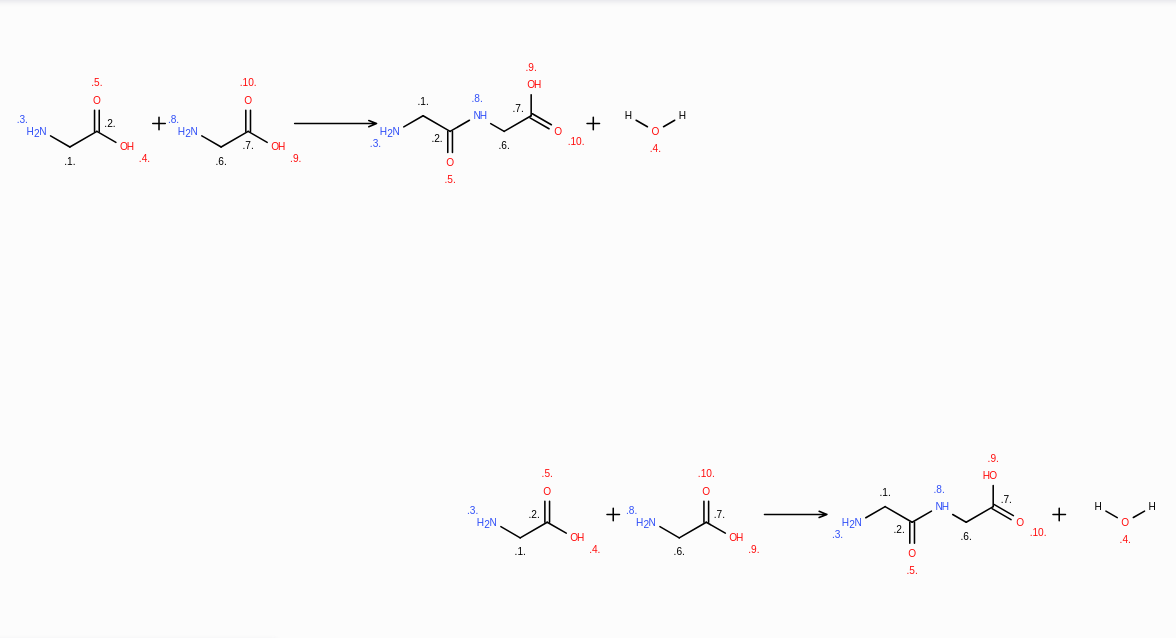 .9.
.5. .10. OH
O O .8. .1. .7.
.3. .2. + .8. NH H H
H₂N H₂N H₂N .2. O + O
OH .7. OH .3. .6. .10. .4.
.1. .4. .6. .9. O
.5.
.9.
.5. .10. HO
O O .1. .8. .7.
.3. .2. + .8. .7. NH H H
H₂N H₂N H₂N .2. O + O
OH OH .3. .6. .10. .4.
.1. .4. .6. .9. O
.5.